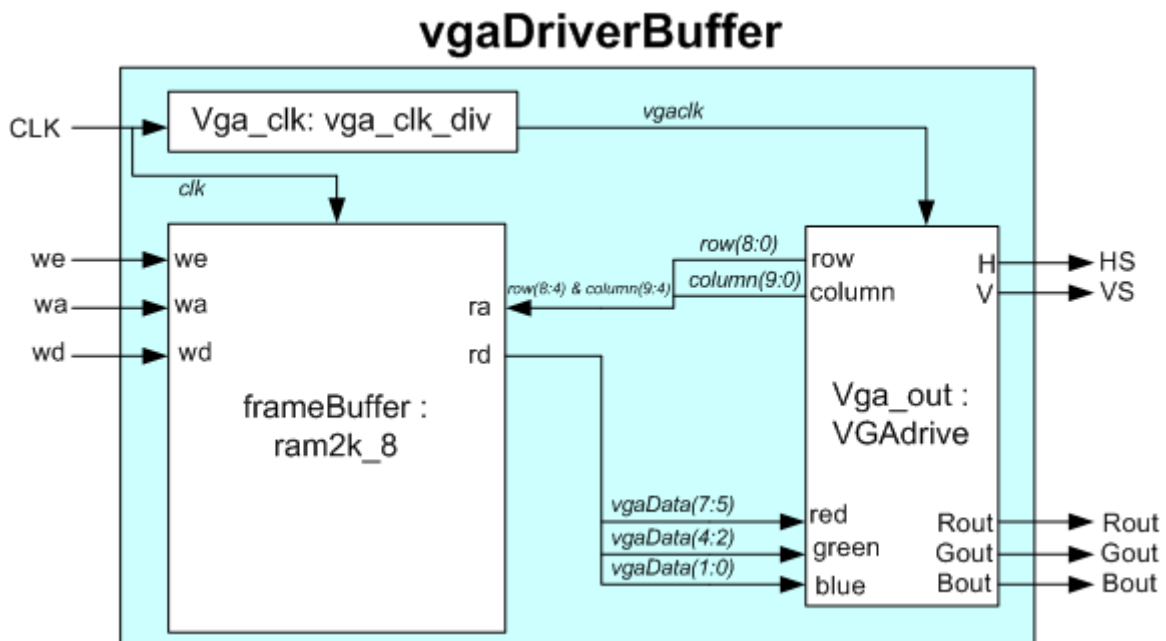 vgaDriverBuffer
CLK
Vga_clk: vga_clk_div
vgaclk
clk
we
we
wa
wa
wd
wd
ra
rd
frameBuffer :
ram2k_8
row(8:0)
row(8:4) & column(9:4)
column(9:0)
row
column
H
V
HS
VS
Vga_out :
VGAdrive
vgaData(7:5)
vgaData(4:2)
vgaData(1:0)
red
green
blue
Rout
Gout
Bout
Rout
Gout
Bout